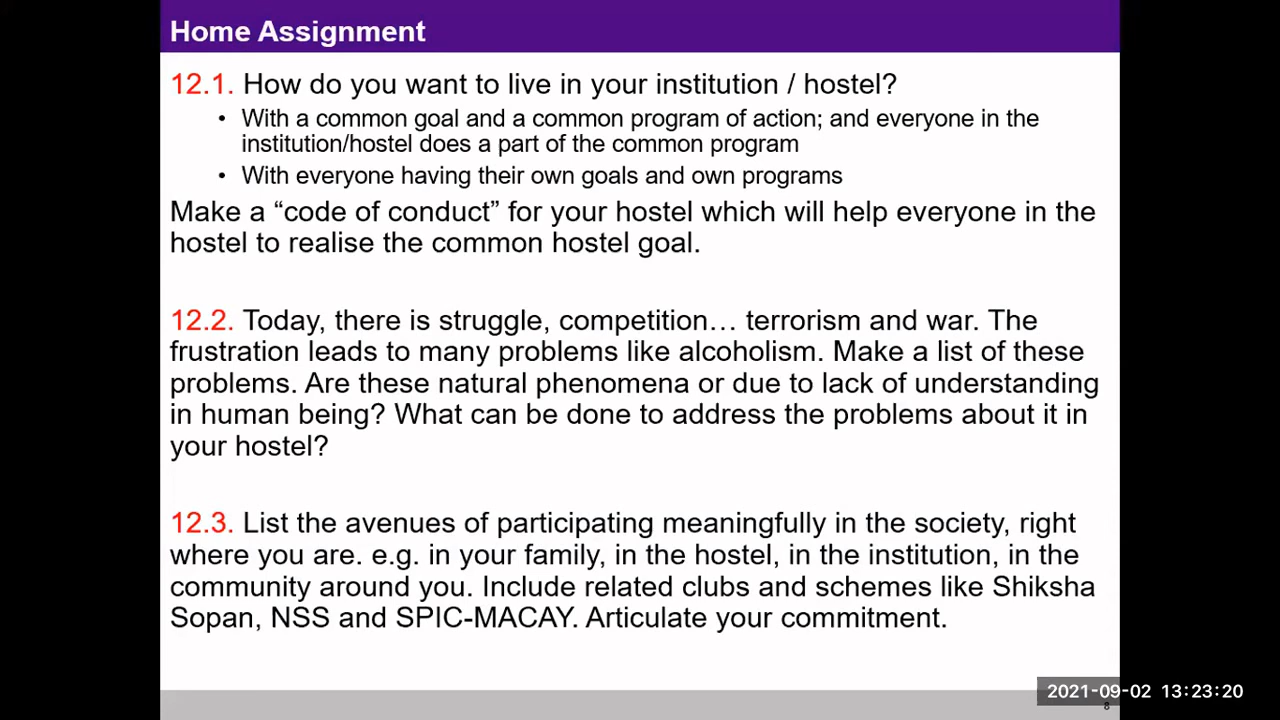 Home Assignment
12.1. How do you want to live in your institution / hostel?
• With a common goal and a common program of action; and everyone in the
institution/hostel does a part of the common program
• With everyone having their own goals and own programs
Make a “code of conduct” for your hostel which will help everyone in the
hostel to realise the common hostel goal.
12.2. Today, there is struggle, competition… terrorism and war. The
frustration leads to many problems like alcoholism. Make a list of these
problems. Are these natural phenomena or due to lack of understanding
in human being? What can be done to address the problems about it in
your hostel?
12.3. List the avenues of participating meaningfully in the society, right
where you are. e.g. in your family, in the hostel, in the institution, in the
community around you. Include related clubs and schemes like Shiksha
Sopan, NSS and SPIC-MACAY. Articulate your commitment.
2021-09-02 13:23:20
8